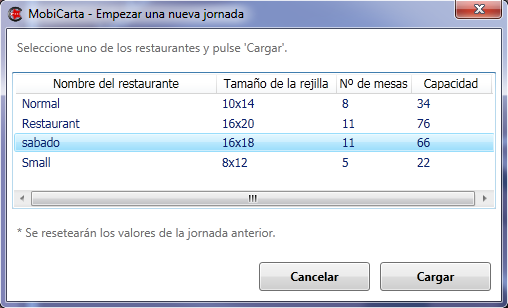 MobiCarta - Empezar una nueva jornada
Seleccione uno de los restaurantes y pulse 'Cargar'.
Nombre del restaurante Tamaño de la rejilla Nº de mesas Capacidad
Normal 10x14 8 34
Restaurant 16x20 11 76
sabado 16x18 11 66
Small 8x12 5 22
* Se resetearán los valores de la jornada anterior.
Cancelar Cargar